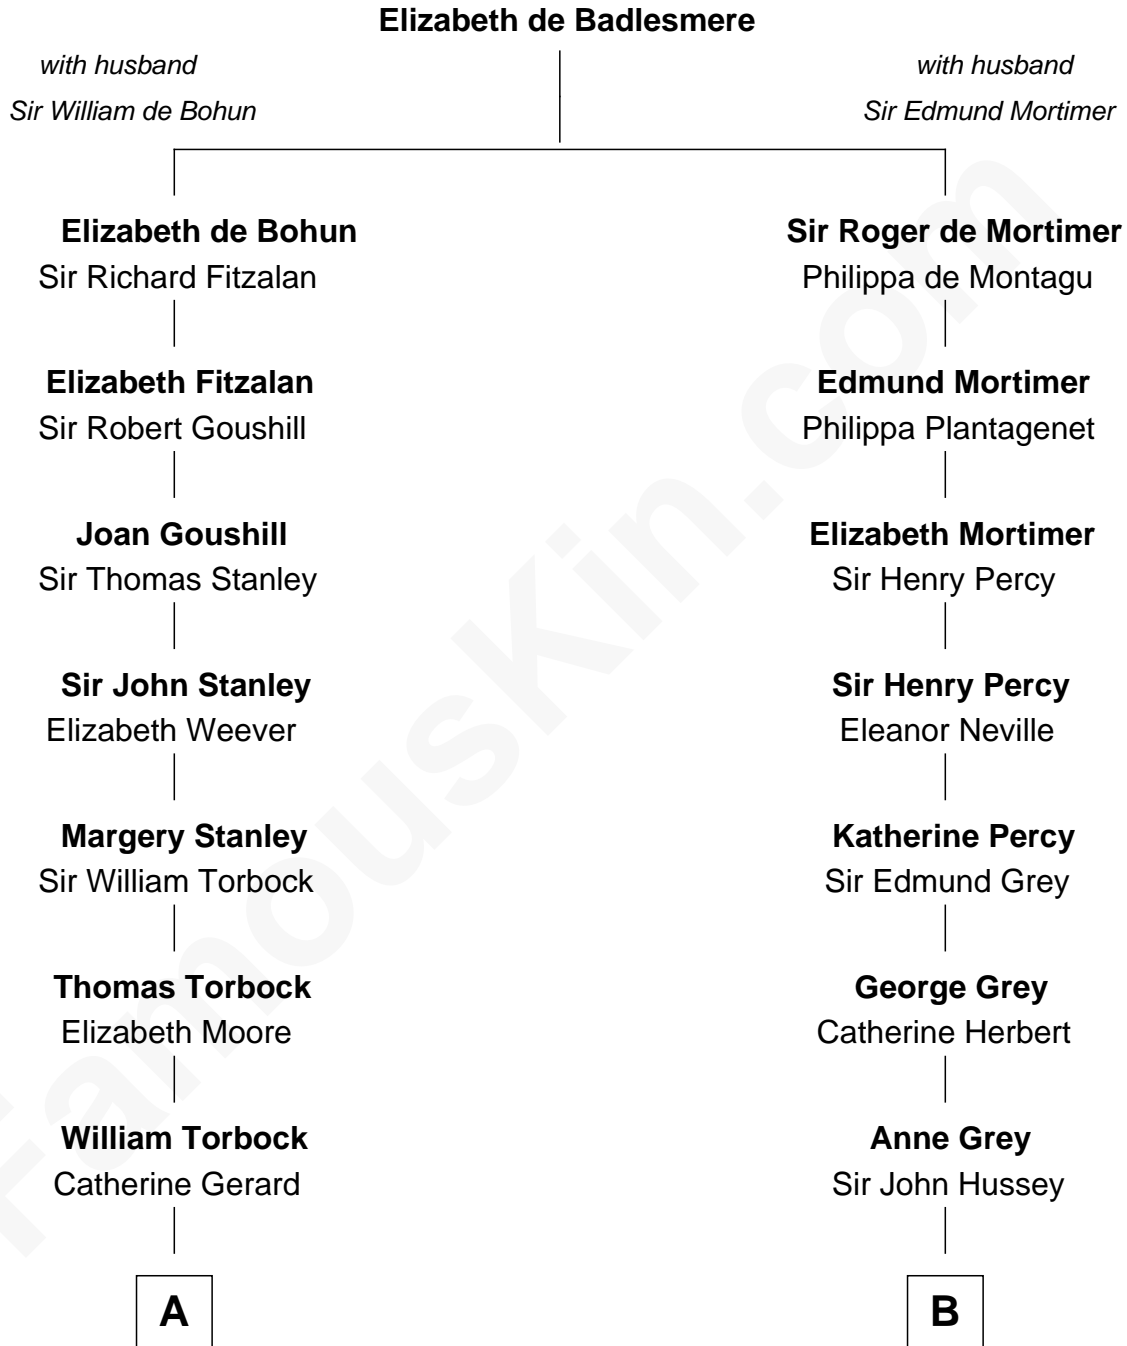 Elizabeth de Badlesmere
with husband
Sir William de Bohun
with husband
Sir Edmund Mortimer
Elizabeth de Bohun
Sir Richard Fitzalan
Sir Roger de Mortimer
Philippa de Montagu
Elizabeth Fitzalan
Sir Robert Goushill
Edmund Mortimer
Philippa Plantagenet
Joan Goushill
Sir Thomas Stanley
Elizabeth Mortimer
Sir Henry Percy
Sir John Stanley
Elizabeth Weever
Sir Henry Percy
Eleanor Neville
Margery Stanley
Sir William Torbock
Katherine Percy
Sir Edmund Grey
Thomas Torbock
Elizabeth Moore
George Grey
Catherine Herbert
William Torbock
Catherine Gerard
Anne Grey
Sir John Hussey
A
B
FamousKin.com